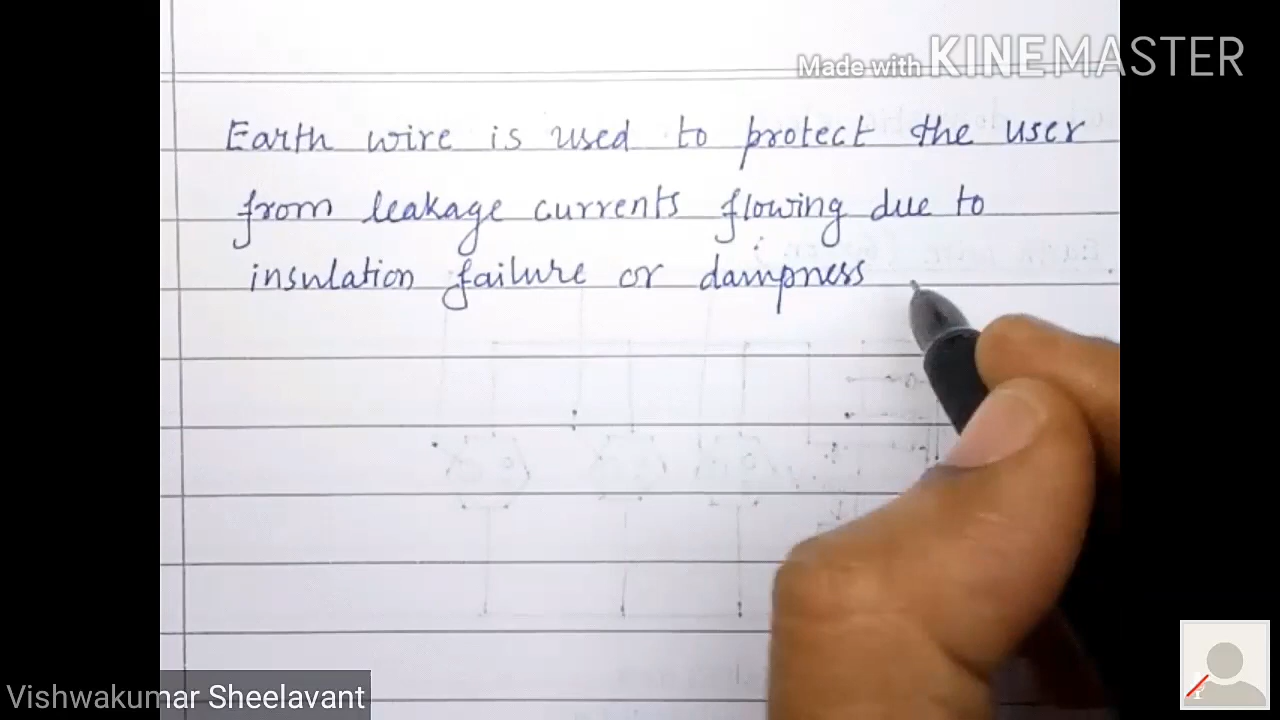 Made with KINEMASTER
Earth wire is used to protect the user
from leakage currents flowing due to
insulation failure or dampness
Vishwakumar Sheelavant